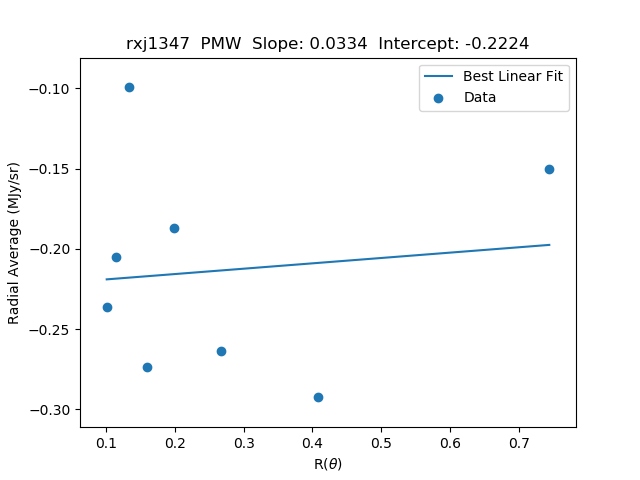 rxj1347 PMW Slope: 0.0334 Intercept: -0.2224
Best Linear Fit
Data
−0.10
−0.15
−0.20
−0.25
−0.30
Radial Average (MJy/sr)
0.1 0.2 0.3 0.4 0.5 0.6 0.7
R(θ)